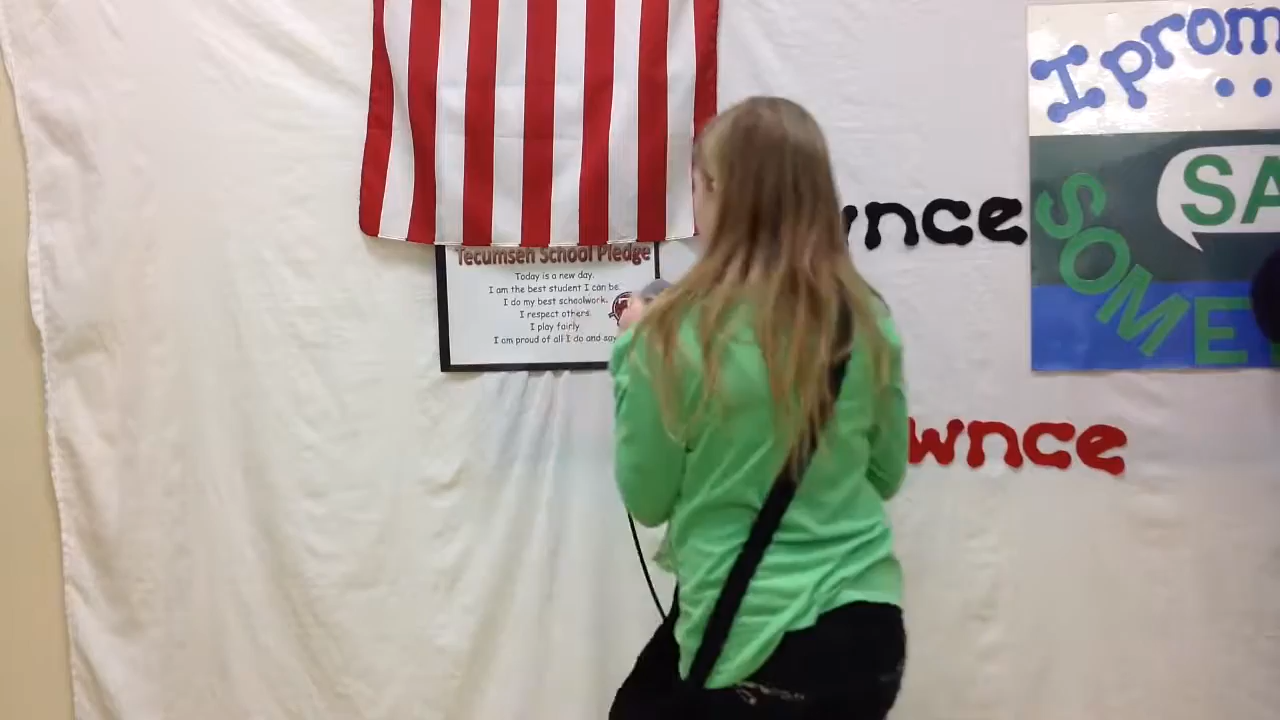 Tecumseh School Pledge
Today is a new day.
I am the best student I can be.
I do my best schoolwork.
I respect others.
I play fairly
I am proud of all I do and say
I prom
SA
SOME
wnce
wnce